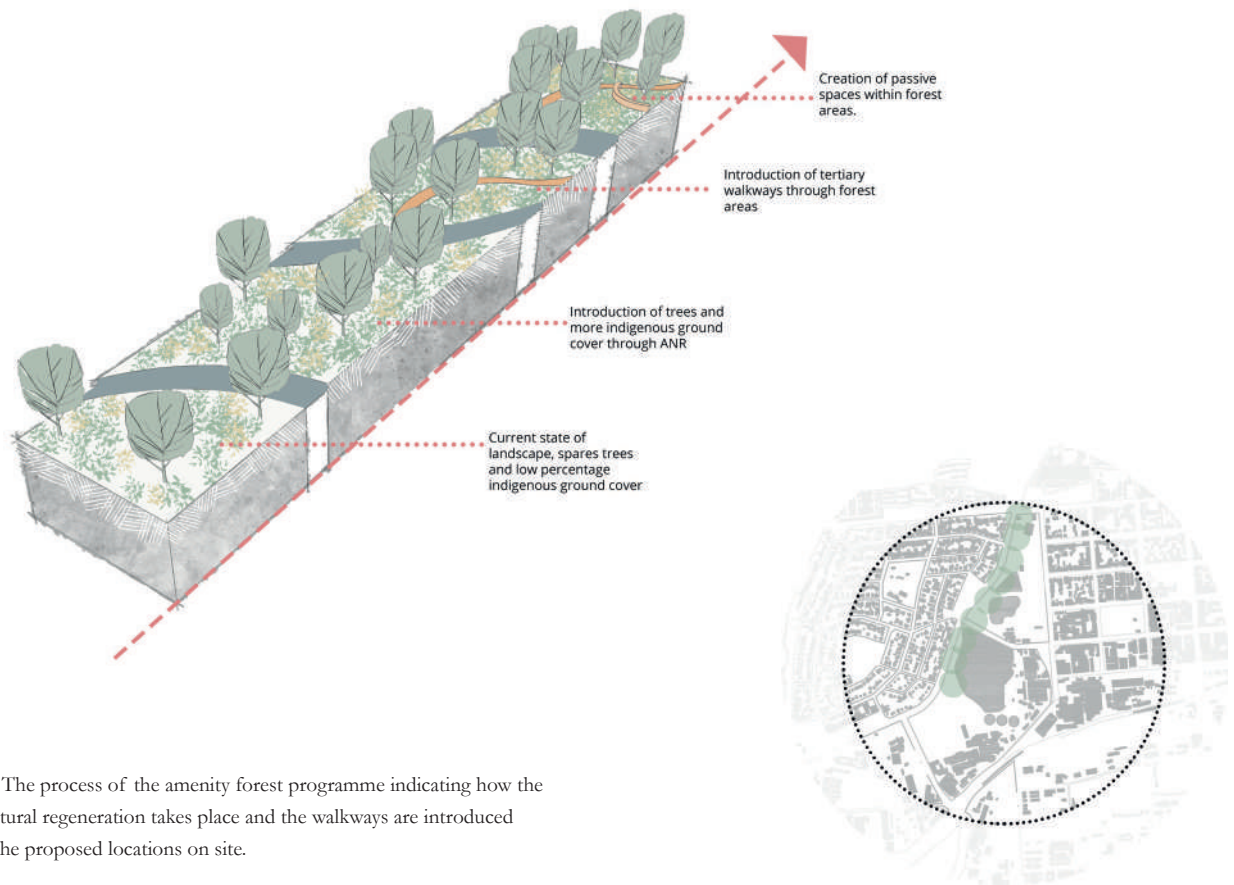 Creation of passive
spaces within forest
areas.
Introduction of tertiary
walkways through forest
areas
Introduction of trees and
more indigenous ground
cover through ANR
Current state of
landscape, spares trees
and low percentage
indigenous ground cover
The process of the amenity forest programme indicating how the
tural regeneration takes place and the walkways are introduced
he proposed locations on site.